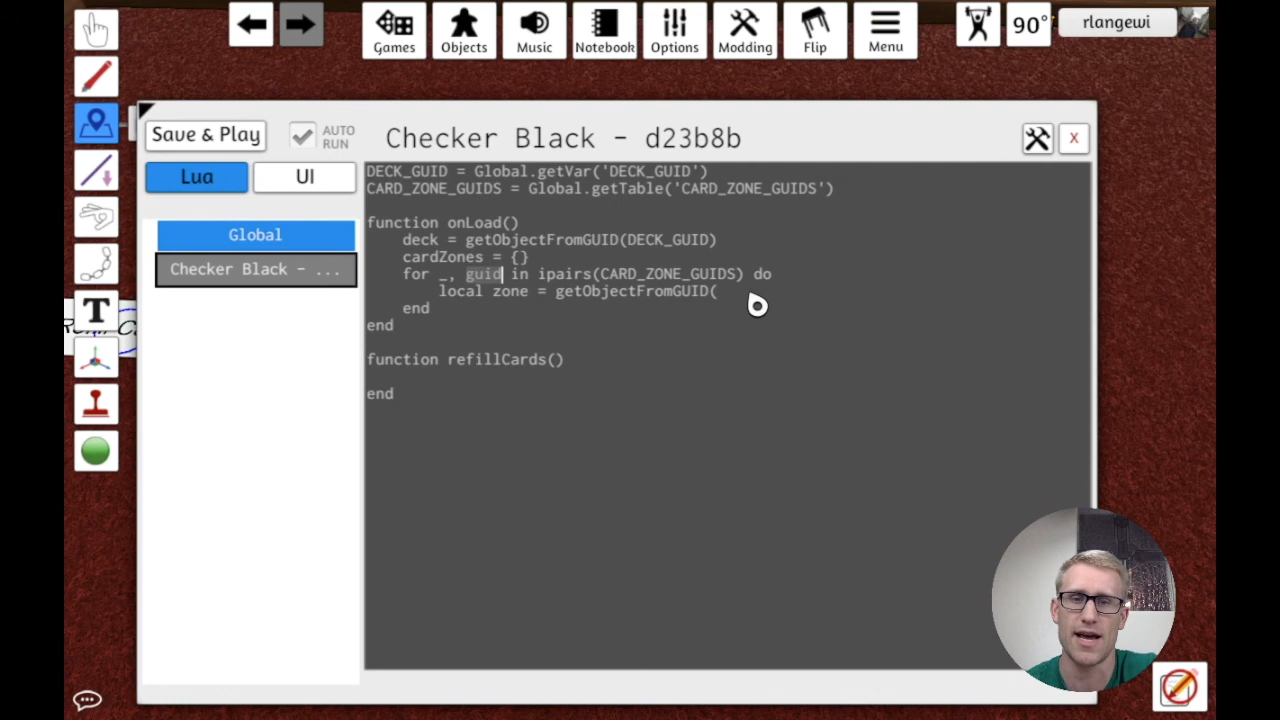 Games
Objects
Music
Notebook
Options
Modding
Flip
Menu
90°
rlangewi
Save & Play
AUTO
RUN
Checker Black - d23b8b
X
Lua
UI
Global
Checker Black - ...
T
DECK_GUID = Global.getVar('DECK_GUID')
CARD_ZONE_GUIDS = Global.getTable('CARD_ZONE_GUIDS')
function onLoad()
deck = getObjectFromGUID(DECK_GUID)
cardZones = {}
for _, guid in ipairs(CARD_ZONE_GUIDS) do
local zone = getObjectFromGUID(
end
end
function refillCards()
end